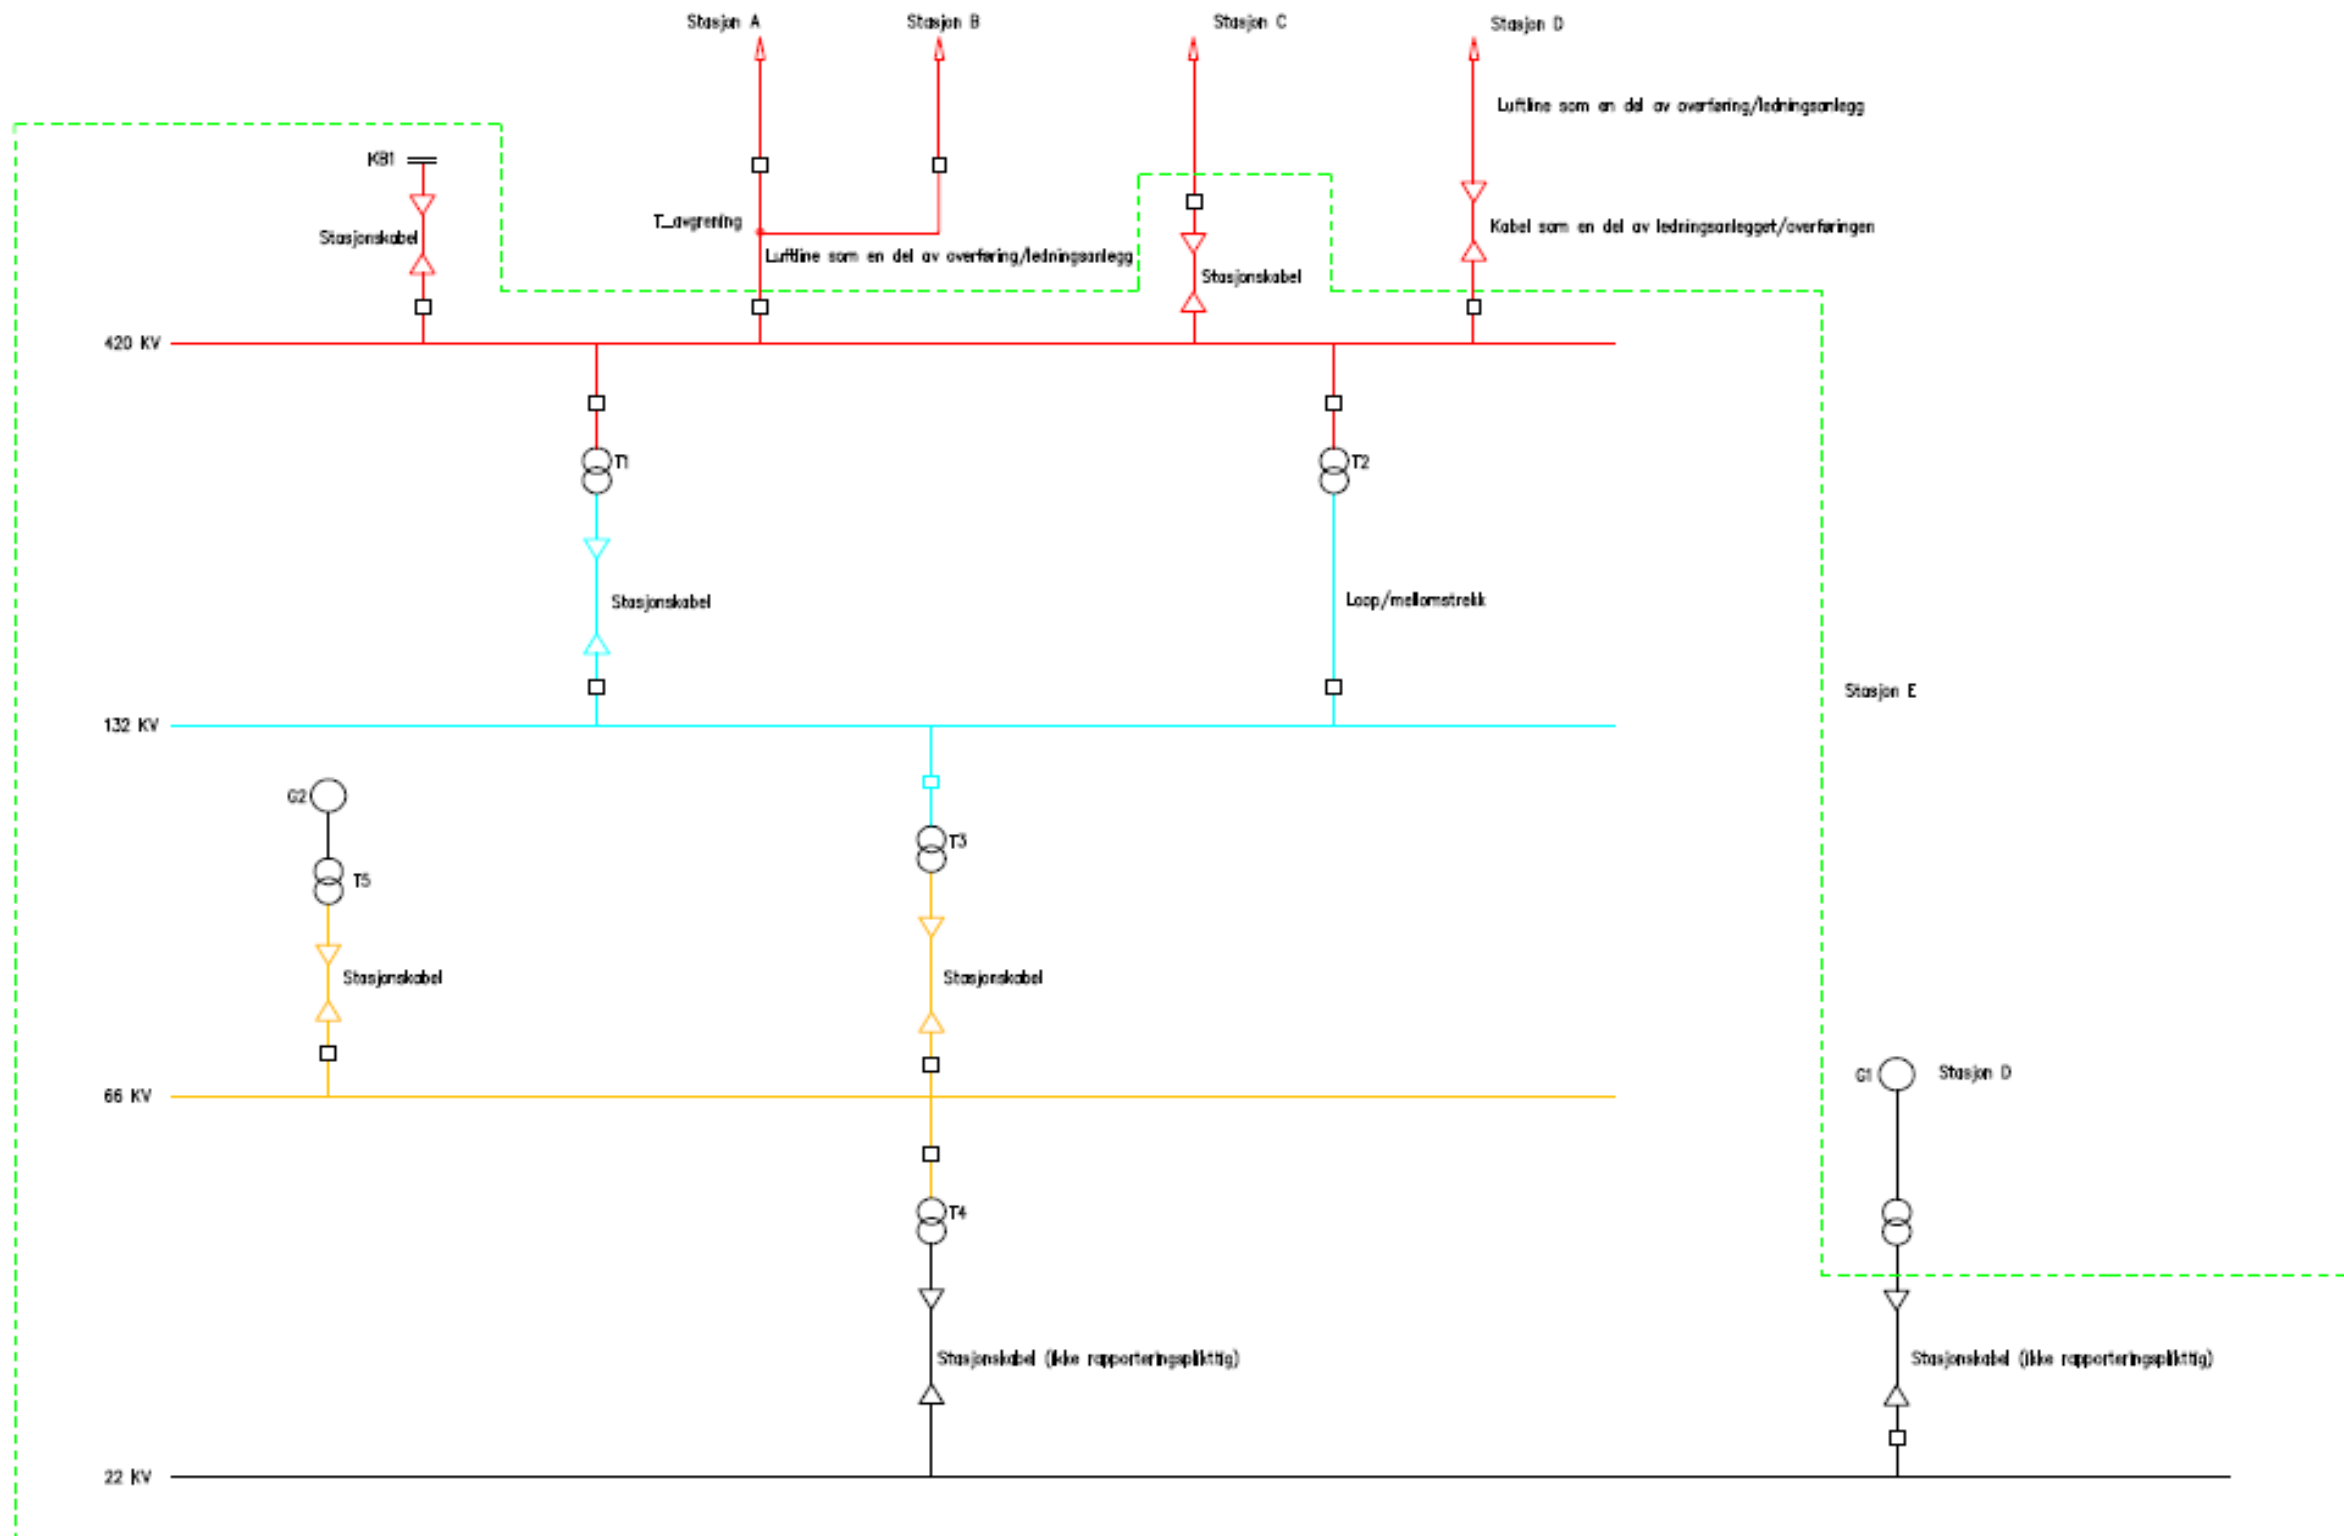 Stasjon A
Stasjon B
Stasjon C
Stasjon D
Luftline som en del av overføring/ledningsanlegg
KB1
T_avgrening
Kabel som en del av ledningsanlegget/overføringen
Stasjonskabel
Luftline som en del av overføring/ledningsanlegg
Stasjonskabel
420 KV
T1
T2
Stasjonskabel
Loop/mellomstrekk
Stasjon E
132 KV
G2
T3
T5
Stasjonskabel
Stasjonskabel
G1
Stasjon D
66 KV
T4
Stasjonskabel (ikke rapporteringsplikttig)
Stasjonskabel (ikke rapporteringsplikttig)
22 KV